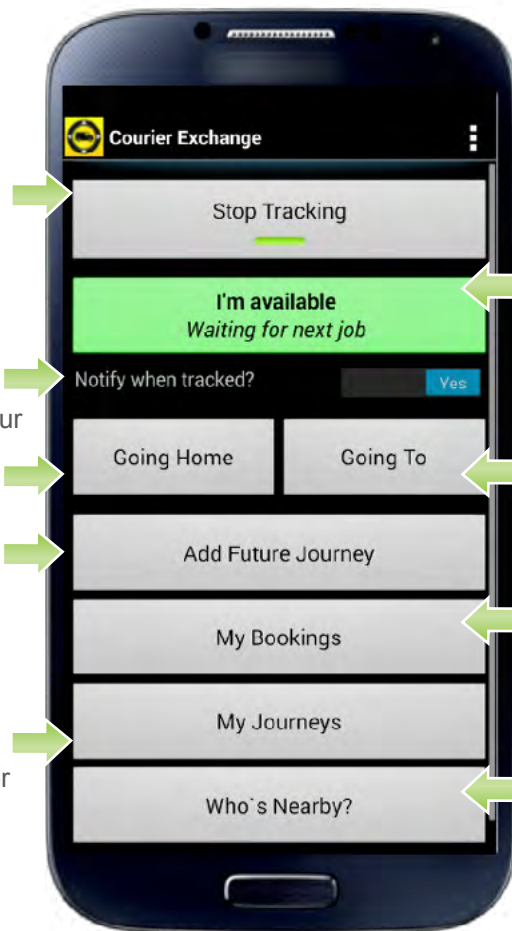 Courier Exchange
Stop Tracking
I'm available
Waiting for next job
Notify when tracked?
Yes
ur
Going Home
Going To
Add Future Journey
My Bookings
My Journeys
r
Who`s Nearby?